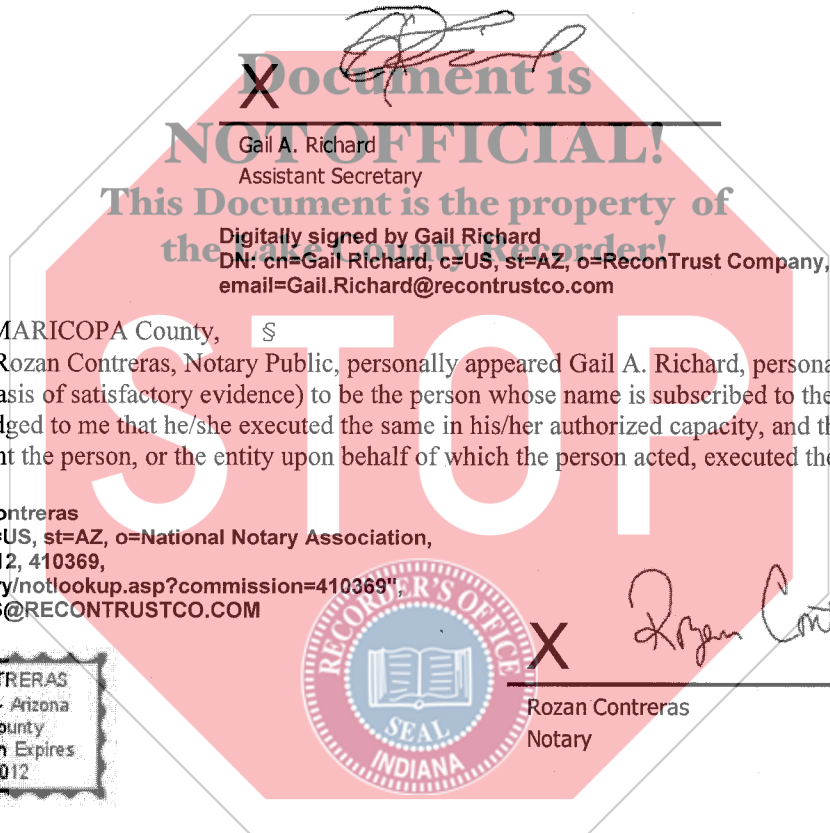 Document is
X
NOT OFFICIAL!
Gail A. Richard
Assistant Secretary
This Document is the property of
the Lake County Recorder!
Digitally signed by Gail Richard
DN: cn=Gail Richard, c=US, st=AZ, o=ReconTrust Company,
email=Gail.Richard@recontrustco.com
MARICOPA County, §
Rozan Contreras, Notary Public, personally appeared Gail A. Richard, persona
asis of satisfactory evidence) to be the person whose name is subscribed to the
dged to me that he/she executed the same in his/her authorized capacity, and th
nt the person, or the entity upon behalf of which the person acted, executed the
STOP
ontreras
=US, st=AZ, o=National Notary Association,
12, 410369,
ry/notlookup.asp?commission=410369",
S@RECONTRUSTCO.COM
RECORDER'S OFFICE
SEAL
INDIANA
X Rozan Cont
Rozan Contreras
Notary
TRERAS
- Arizona
ounty
n Expires
012